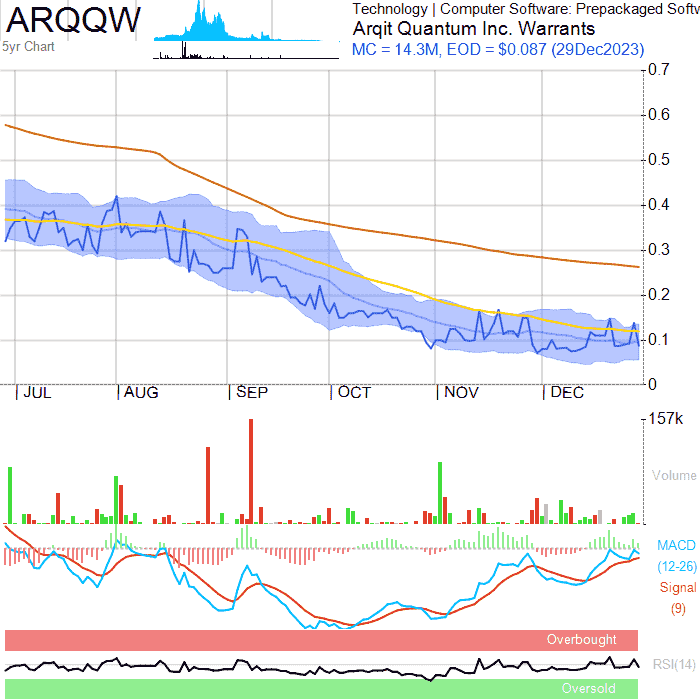 ARQQW
5yr Chart
Technology | Computer Software: Prepackaged Softw
Arqit Quantum Inc. Warrants
MC = 14.3M, EOD = $0.087 (29Dec2023)
0.7
0.6
0.5
0.4
0.3
0.2
0.1
0
JUL AUG SEP OCT NOV DEC
157k
Volume
MACD
(12-26)
Signal
(9)
Overbought
RSI(14)
Oversold